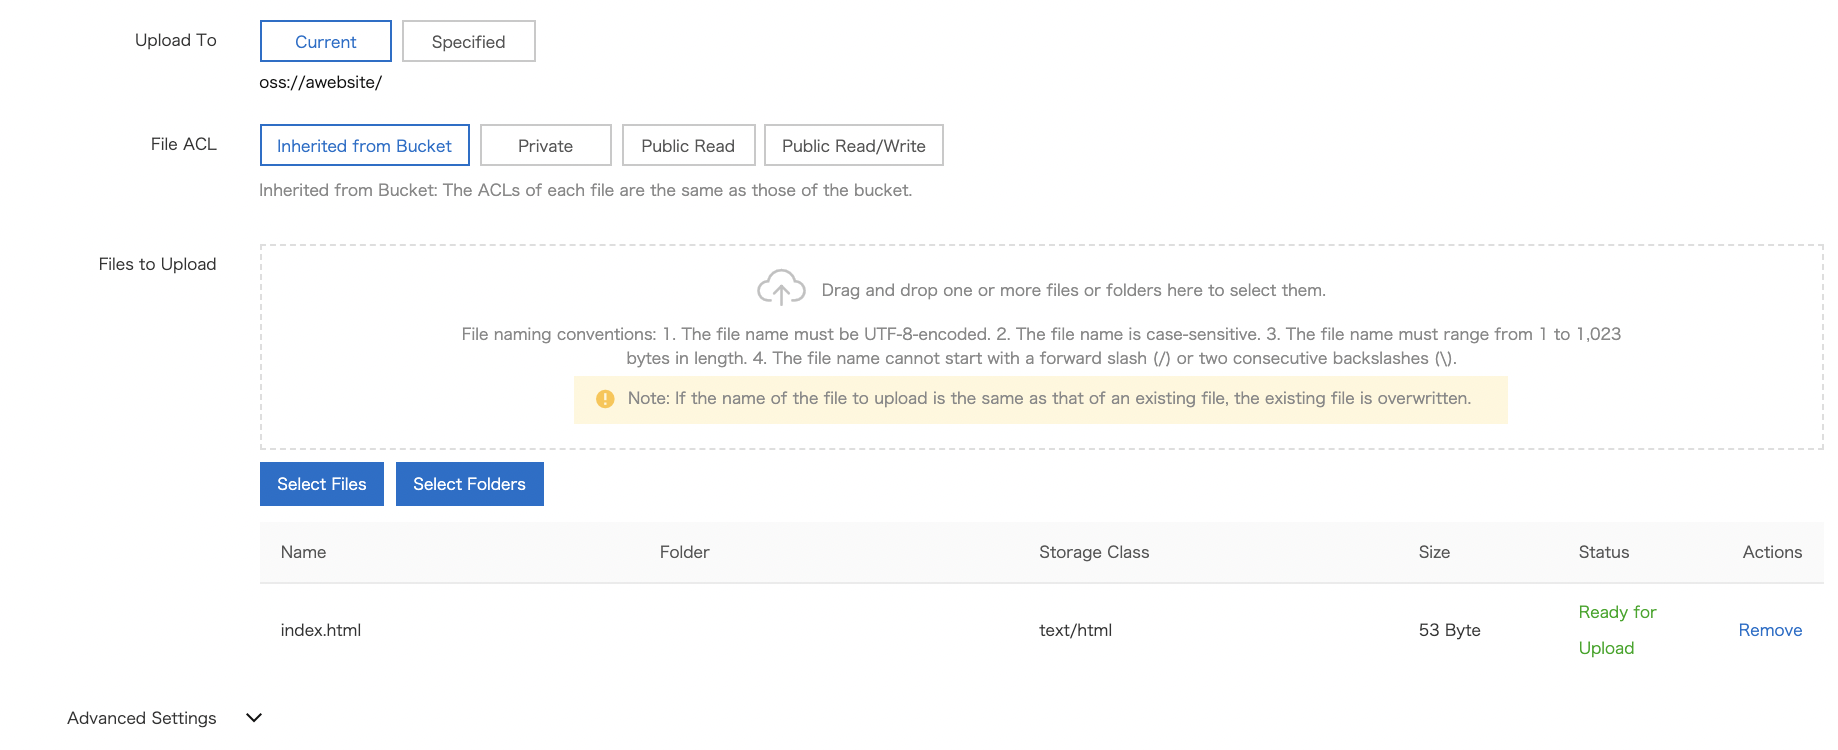 Upload To
Current
Specified
oss://awebsite/
File ACL
Inherited from Bucket
Private
Public Read
Public Read/Write
Inherited from Bucket: The ACLs of each file are the same as those of the bucket.
Files to Upload
Drag and drop one or more files or folders here to select them.
File naming conventions: 1. The file name must be UTF-8-encoded. 2. The file name is case-sensitive. 3. The file name must range from 1 to 1,023
bytes in length. 4. The file name cannot start with a forward slash (/) or two consecutive backslashes (\).
Note: If the name of the file to upload is the same as that of an existing file, the existing file is overwritten.
Select Files
Select Folders
Name
Folder
Storage Class
Size
Status
Actions
index.html
text/html
53 Byte
Ready for
Upload
Remove
Advanced Settings